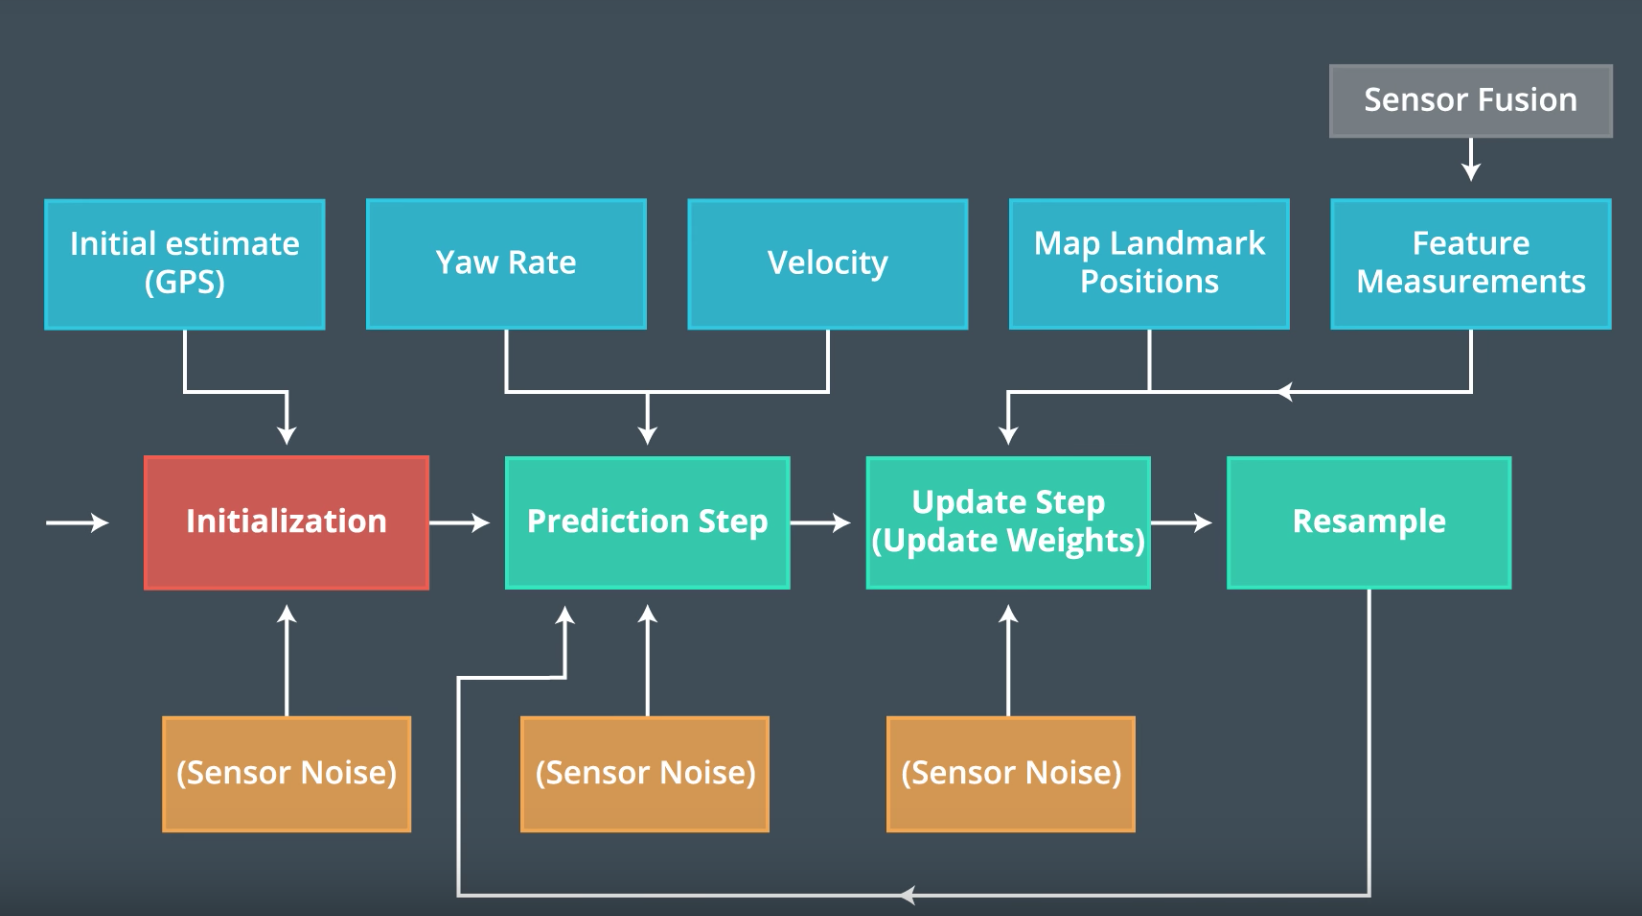 Sensor Fusion
Initial estimate
(GPS)
Yaw Rate
Velocity
Map Landmark
Positions
Feature
Measurements
Initialization
Prediction Step
Update Step
(Update Weights)
Resample
(Sensor Noise)
(Sensor Noise)
(Sensor Noise)